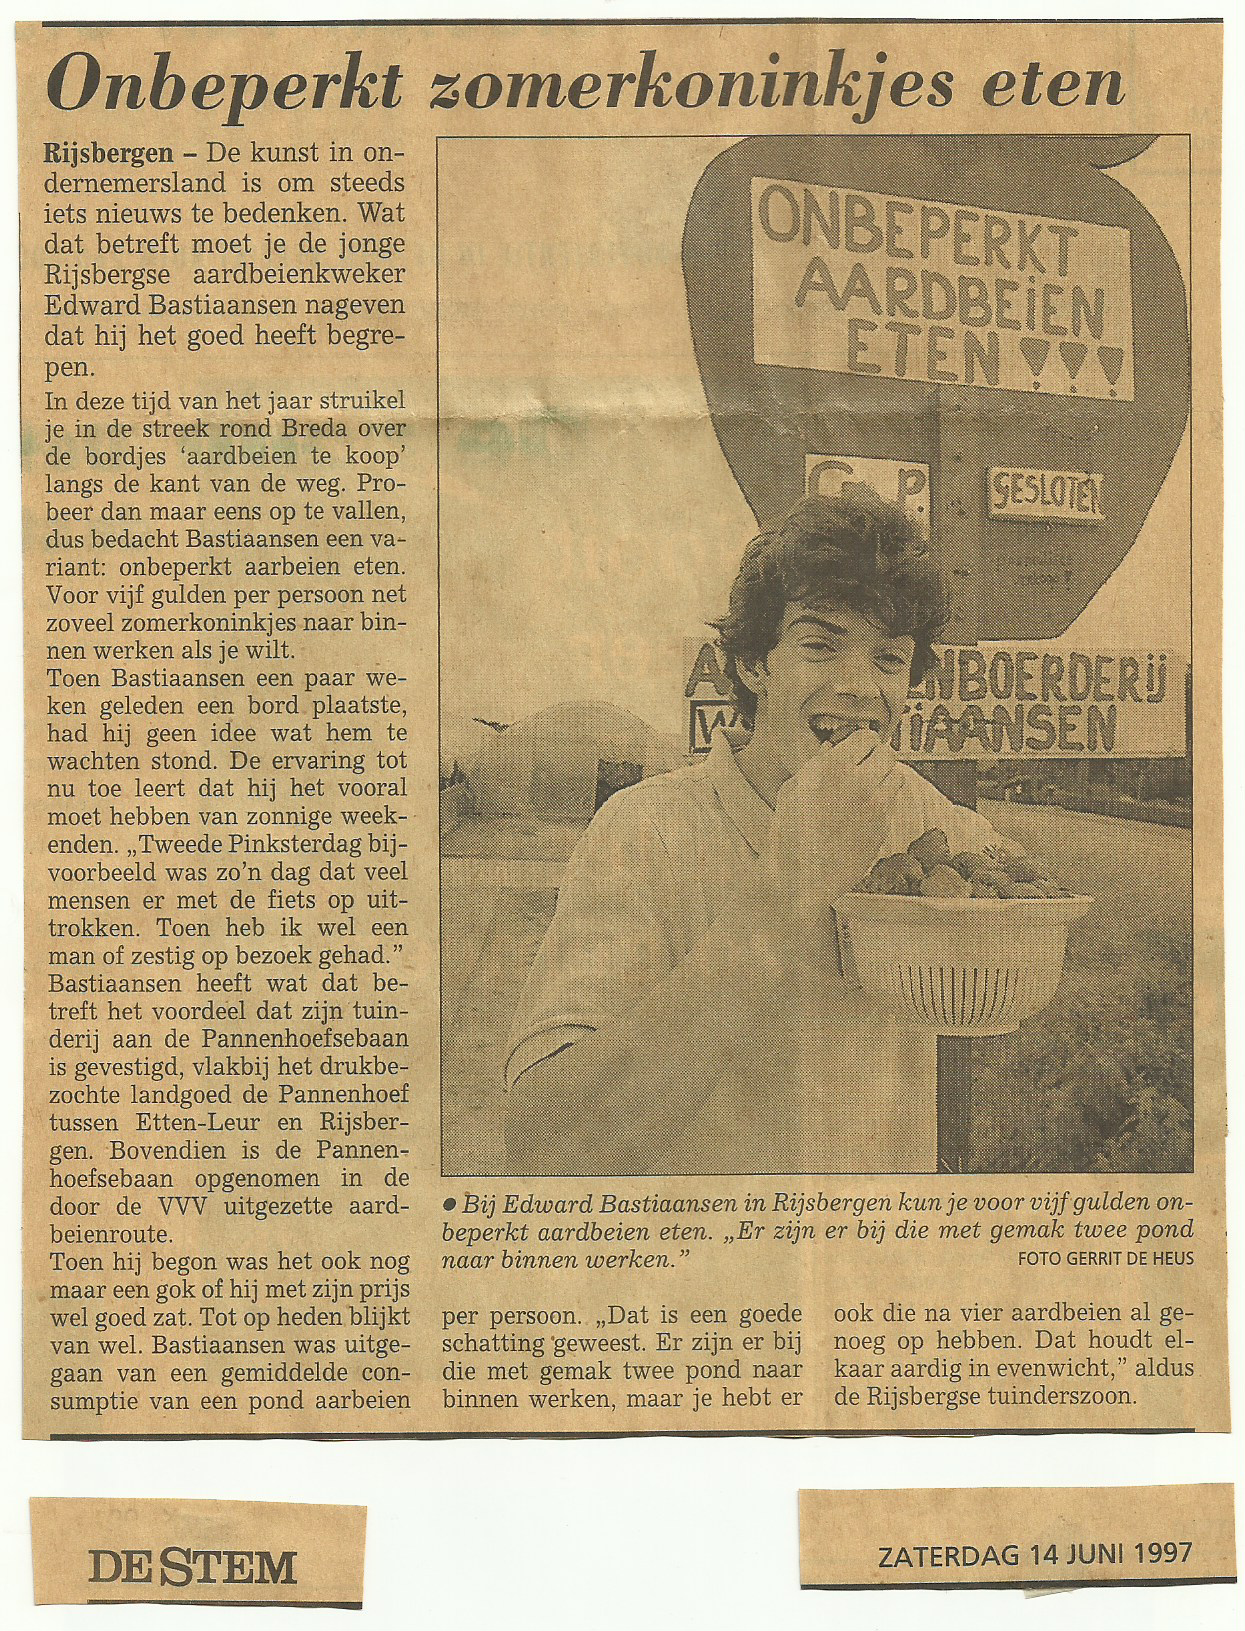 Onbeperkt zomerkoninkjes eten
Rijsbergen – De kunst in on-
dernemersland is om steeds
iets nieuws te bedenken. Wat
dat betreft moet je de jonge
Rijsbergse aardbeienkweker
Edward Bastiaansen nageven
dat hij het goed heeft begre-
pen.
In deze tijd van het jaar struikel
je in de streek rond Breda over
de bordjes ‘aardbeien te koop’
langs de kant van de weg. Pro-
beer dan maar eens op te vallen,
dus bedacht Bastiaansen een va-
riant: onbeperkt aarbeien eten.
Voor vijf gulden per persoon net
zoveel zomerkoninkjes naar bin-
nen werken als je wilt.
Toen Bastiaansen een paar we-
ken geleden een bord plaatste,
had hij geen idee wat hem te
wachten stond. De ervaring tot
nu toe leert dat hij het vooral
moet hebben van zonnige week-
enden. „Tweede Pinksterdag bij-
voorbeeld was zo’n dag dat veel
mensen er met de fiets op uit-
trokken. Toen heb ik wel een
man of zestig op bezoek gehad.”
Bastiaansen heeft wat dat be-
treft het voordeel dat zijn tuin-
derij aan de Pannenhoefsebaan
is gevestigd, vlakbij het drukbe-
zochte landgoed de Pannenhoef
tussen Etten-Leur en Rijsber-
gen. Bovendien is de Pannen-
hoefsebaan opgenomen in de
door de VVV uitgezette aard-
beienroute.
Toen hij begon was het ook nog
maar een gok of hij met zijn prijs
wel goed zat. Tot op heden blijkt
van wel. Bastiaansen was uitge-
gaan van een gemiddelde con-
sumptie van een pond aarbeien
ONBEPERKT
AARDBEIEN
ETEN !!!
G.P.
GESLOTEN
A
NBOERDERIJ
W
TIAANSEN
● Bij Edward Bastiaansen in Rijsbergen kun je voor vijf gulden on-
beperkt aardbeien eten. „Er zijn er bij die met gemak twee pond
naar binnen werken.” FOTO GERRIT DE HEUS
per persoon. „Dat is een goede
schatting geweest. Er zijn er bij
die met gemak twee pond naar
binnen werken, maar je hebt er
ook die na vier aardbeien al ge-
noeg op hebben. Dat houdt el-
kaar aardig in evenwicht,” aldus
de Rijsbergse tuinderszoon.
DE STEM
ZATERDAG 14 JUNI 1997